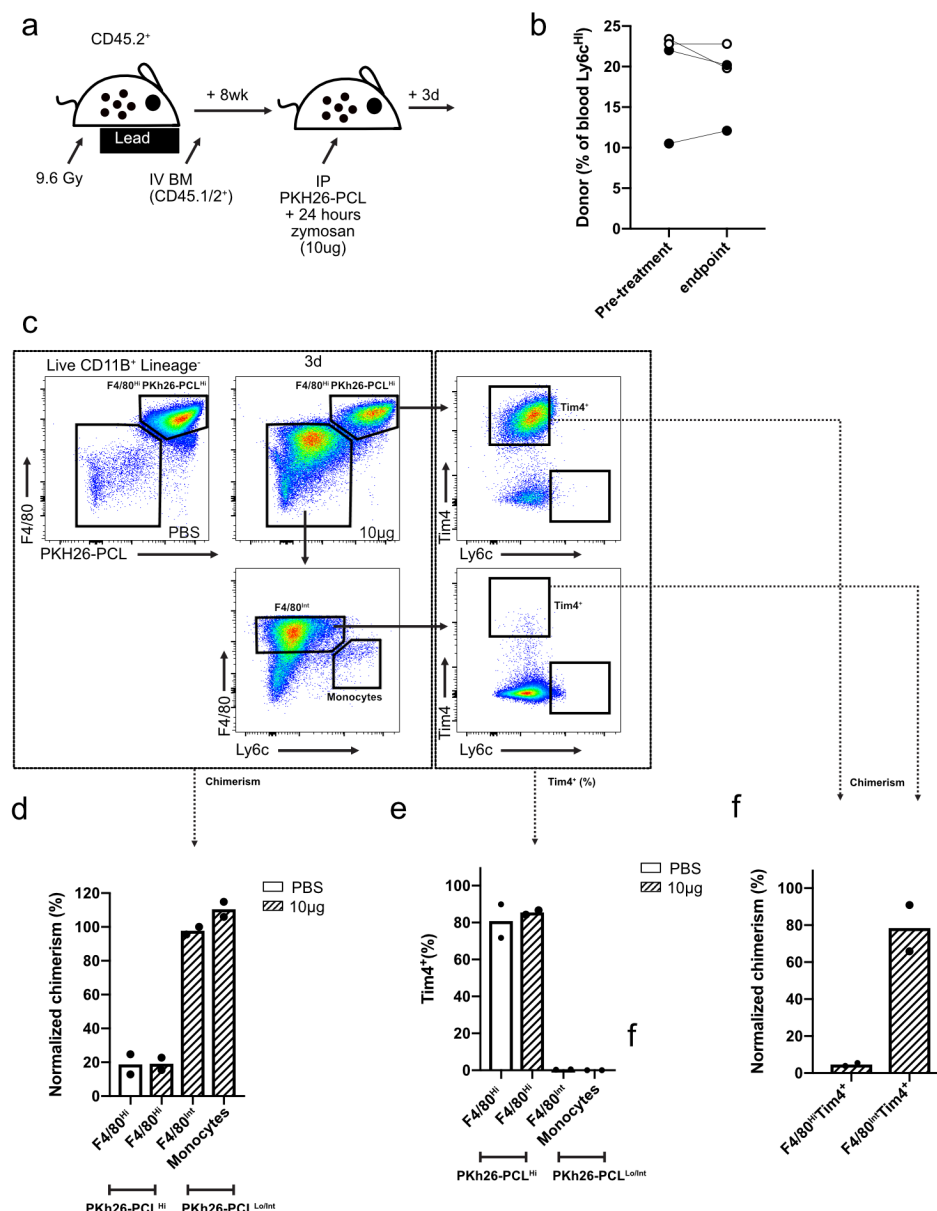 a
CD45.2⁺
+ 8wk
+ 3d
Lead
9.6 Gy
IV BM
(CD45.1/2⁺)
IP
PKH26-PCL
+ 24 hours
zymosan
(10ug)
b
Donor (% of blood Ly6cᴴᴵ)
25
20
15
10
5
0
Pre-treatment
endpoint
c
Live CD11B⁺ Lineage⁻
3d
F4/80ᴴⁱ PKh26-PCLᴴⁱ
F4/80ᴴⁱ PKh26-PCLᴴⁱ
Tim4⁺
F4/80
PBS
10µg
Tim4
PKH26-PCL
Ly6c
F4/80ᴵⁿᵗ
Tim4⁺
Monocytes
F4/80
Tim4
Ly6c
Ly6c
Chimerism
Tim4⁺ (%)
Chimerism
d
Normalized chimerism (%)
120
100
80
60
40
20
0
PBS
10µg
F4/80ᴴⁱ
F4/80ᴴⁱ
F4/80ᴵⁿᵗ
Monocytes
PKh26-PCLᴴⁱ
PKh26-PCLᴸᵒ/ᴵⁿᵗ
e
Tim4⁺(%)
100
80
60
40
20
0
PBS
10µg
f
F4/80ᴴⁱ
F4/80ᴴⁱ
F4/80ᴵⁿᵗ
Monocytes
PKh26-PCLᴴⁱ
PKh26-PCLᴸᵒ/ᴵⁿᵗ
f
Normalized chimerism (%)
100
80
60
40
20
0
F4/80ᴴⁱTim4⁺
F4/80ᴵⁿᵗTim4⁺